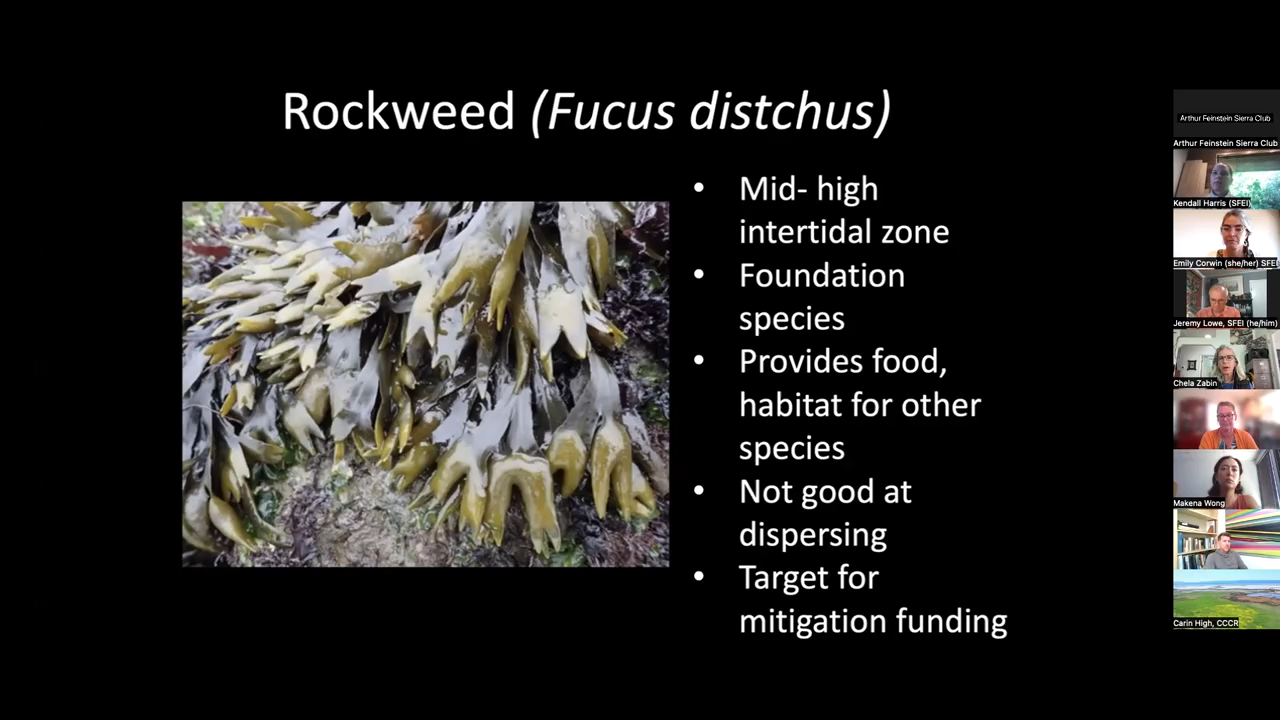 Rockweed (Fucus distchus)
• Mid- high
intertidal zone
• Foundation
species
• Provides food,
habitat for other
species
• Not good at
dispersing
• Target for
mitigation funding
Arthur Feinstein Sierra Club
Arthur Feinstein Sierra Club
Kendall Harris (SFEI)
Emily Corwin (she/her) SFEI
Jeremy Lowe, SFEI (he/him)
Chela Zabin
Makena Wong
Carin High, CCCR